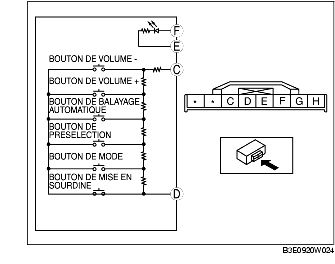 F
E
BOUTON DE VOLUME -
C
BOUTON DE VOLUME +
BOUTON DE BALAYAGE
AUTOMATIQUE
BOUTON DE
PRESELECTION
BOUTON DE MODE
BOUTON DE MISE EN
SOURDINE
D
* * C D E F G H
B3E0920W024